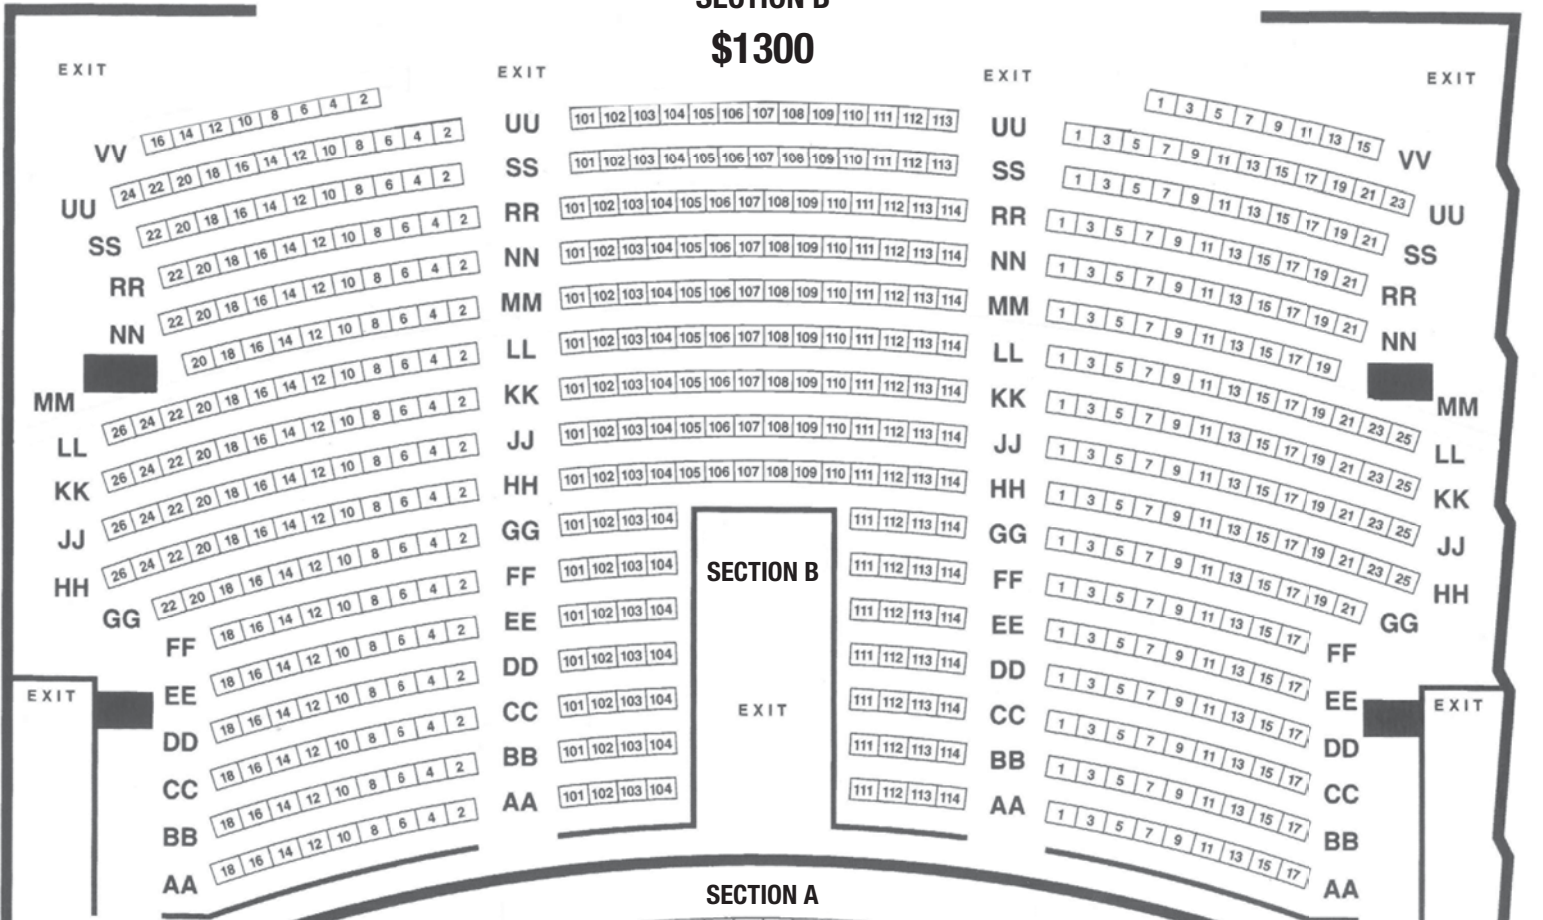 SECTION B
$1300
EXIT EXIT EXIT EXIT
VV 16 14 12 10 8 6 4 2
1 3 5 7 9 11 13 15 VV
UU 24 22 20 18 16 14 12 10 8 6 4 2 UU 101 102 103 104 105 106 107 108 109 110 111 112 113 UU 1 3 5 7 9 11 13 15 17 19 21 23 UU
SS 22 20 18 16 14 12 10 8 6 4 2 SS 101 102 103 104 105 106 107 108 109 110 111 112 113 SS 1 3 5 7 9 11 13 15 17 19 21 SS
RR 22 20 18 16 14 12 10 8 6 4 2 RR 101 102 103 104 105 106 107 108 109 110 111 112 113 114 RR 1 3 5 7 9 11 13 15 17 19 21 RR
NN 22 20 18 16 14 12 10 8 6 4 2 NN 101 102 103 104 105 106 107 108 109 110 111 112 113 114 NN 1 3 5 7 9 11 13 15 17 19 21 NN
MM 20 18 16 14 12 10 8 6 4 2 MM 101 102 103 104 105 106 107 108 109 110 111 112 113 114 MM 1 3 5 7 9 11 13 15 17 19 MM
LL 26 24 22 20 18 16 14 12 10 8 6 4 2 LL 101 102 103 104 105 106 107 108 109 110 111 112 113 114 LL 1 3 5 7 9 11 13 15 17 19 21 23 25 LL
KK 26 24 22 20 18 16 14 12 10 8 6 4 2 KK 101 102 103 104 105 106 107 108 109 110 111 112 113 114 KK 1 3 5 7 9 11 13 15 17 19 21 23 25 KK
JJ 26 24 22 20 18 16 14 12 10 8 6 4 2 JJ 101 102 103 104 105 106 107 108 109 110 111 112 113 114 JJ 1 3 5 7 9 11 13 15 17 19 21 23 25 JJ
HH 26 24 22 20 18 16 14 12 10 8 6 4 2 HH 101 102 103 104 105 106 107 108 109 110 111 112 113 114 HH 1 3 5 7 9 11 13 15 17 19 21 23 25 HH
GG 22 20 18 16 14 12 10 8 6 4 2 GG 101 102 103 104 111 112 113 114 GG 1 3 5 7 9 11 13 15 17 19 21 GG
FF 18 16 14 12 10 8 6 4 2 FF 101 102 103 104 111 112 113 114 FF 1 3 5 7 9 11 13 15 17 FF
SECTION B
EE 18 16 14 12 10 8 6 4 2 EE 101 102 103 104 111 112 113 114 EE 1 3 5 7 9 11 13 15 17 EE
DD 18 16 14 12 10 8 6 4 2 DD 101 102 103 104 111 112 113 114 DD 1 3 5 7 9 11 13 15 17 DD
EXIT EXIT EXIT
CC 18 16 14 12 10 8 6 4 2 CC 101 102 103 104 111 112 113 114 CC 1 3 5 7 9 11 13 15 17 CC
BB 18 16 14 12 10 8 6 4 2 BB 101 102 103 104 111 112 113 114 BB 1 3 5 7 9 11 13 15 17 BB
AA 18 16 14 12 10 8 6 4 2 AA 101 102 103 104 111 112 113 114 AA 1 3 5 7 9 11 13 15 17 AA
SECTION A